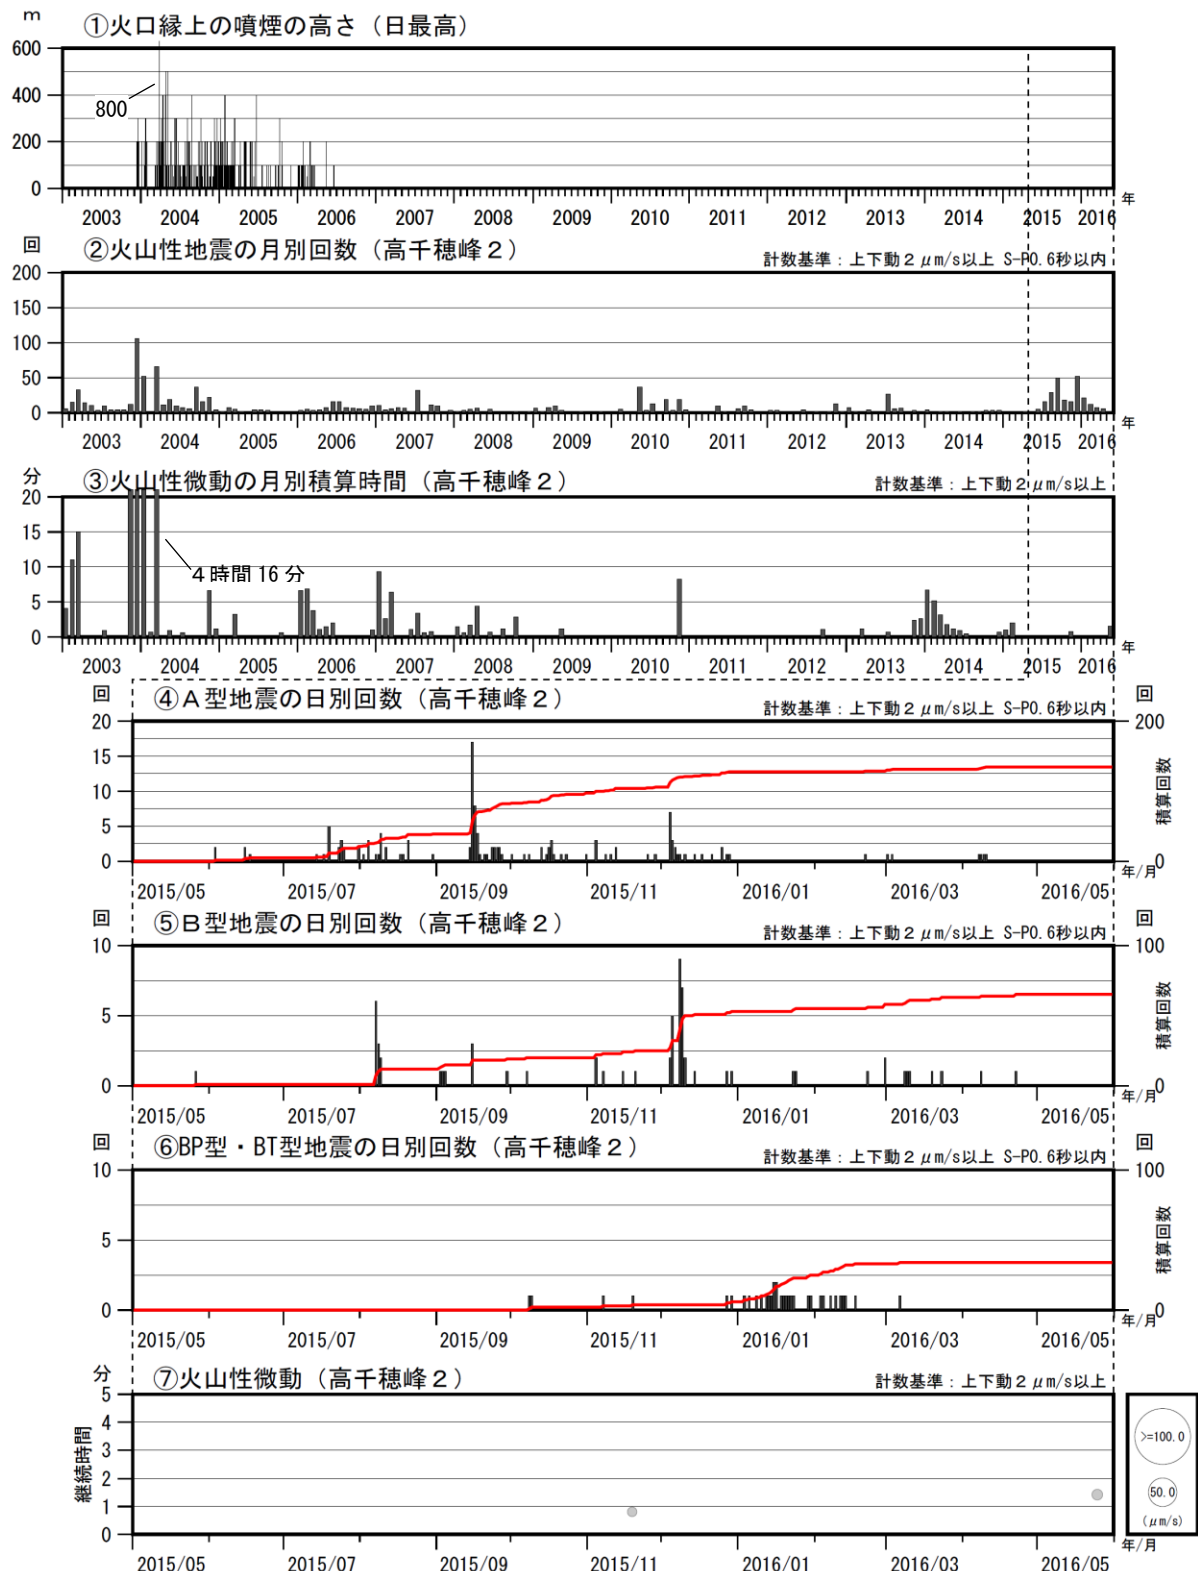 m
①火口縁上の噴煙の高さ（日最高）
600
400
200
0
800
2003 2004 2005 2006 2007 2008 2009 2010 2011 2012 2013 2014 2015 2016 年
回
②火山性地震の月別回数（高千穂峰２）
計数基準：上下動２μm/s以上 S-P0.6秒以内
200
150
100
50
0
2003 2004 2005 2006 2007 2008 2009 2010 2011 2012 2013 2014 2015 2016 年
分
③火山性微動の月別積算時間（高千穂峰２）
計数基準：上下動２μm/s以上
20
15
10
5
0
４時間16分
2003 2004 2005 2006 2007 2008 2009 2010 2011 2012 2013 2014 2015 2016 年
回
④Ａ型地震の日別回数（高千穂峰２）
計数基準：上下動２μm/s以上 S-P0.6秒以内
回
20
15
10
5
0
200
0
積算回数
2015/05 2015/07 2015/09 2015/11 2016/01 2016/03 2016/05 年/月
回
⑤Ｂ型地震の日別回数（高千穂峰２）
計数基準：上下動２μm/s以上 S-P0.6秒以内
回
10
5
0
100
0
積算回数
2015/05 2015/07 2015/09 2015/11 2016/01 2016/03 2016/05 年/月
回
⑥BP型・BT型地震の日別回数（高千穂峰２）
計数基準：上下動２μm/s以上 S-P0.6秒以内
回
10
5
0
100
0
積算回数
2015/05 2015/07 2015/09 2015/11 2016/01 2016/03 2016/05 年/月
分
⑦火山性微動（高千穂峰２）
計数基準：上下動２μm/s以上
5
4
3
2
1
0
継続時間
2015/05 2015/07 2015/09 2015/11 2016/01 2016/03 2016/05 年/月
>=100.0
50.0
(μm/s)